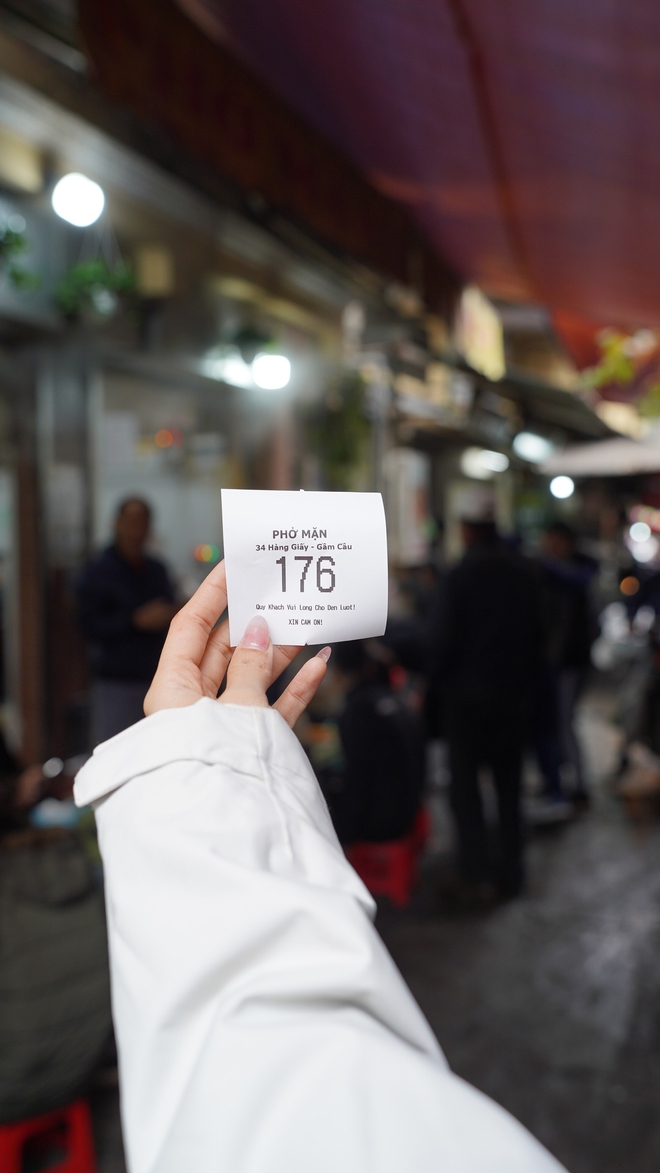 PHỞ MẶN
34 Hàng Giấy - Gầm Cầu
176
Quy Khach Vui Long Cho Den Luot!
XIN CAM ON!